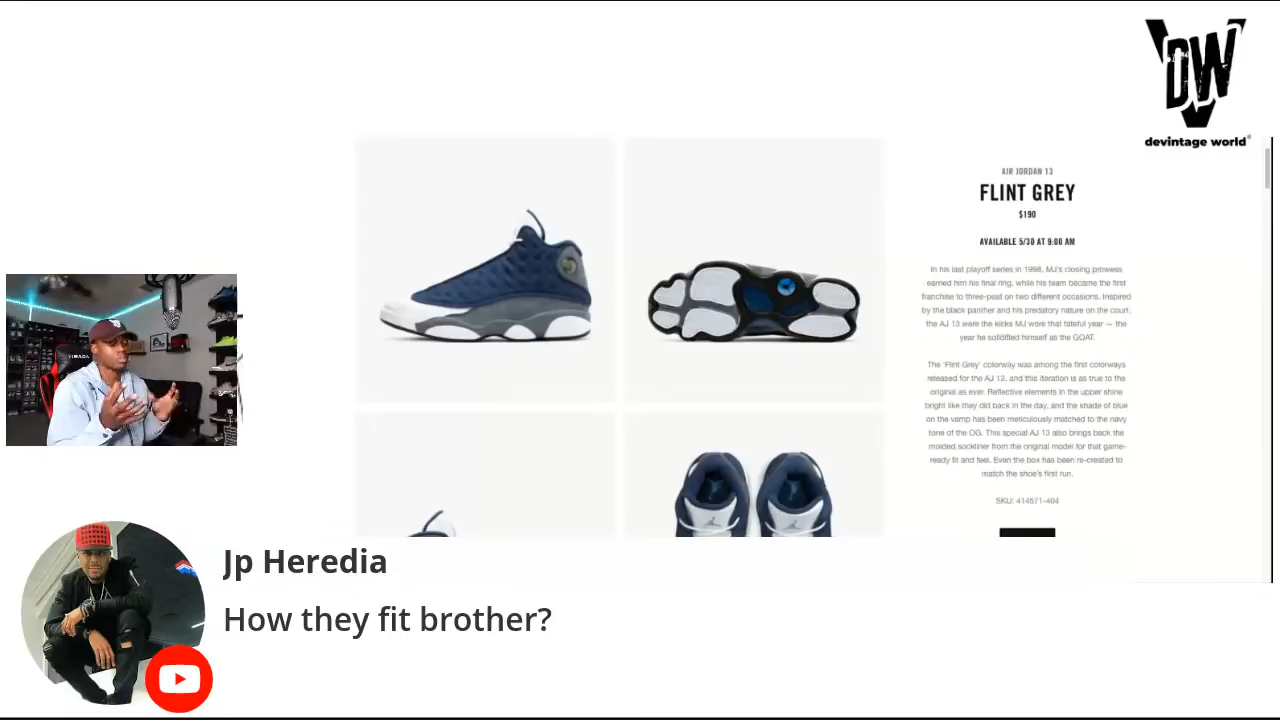 DW
devintage world®
AIR JORDAN 13
FLINT GREY
$190
AVAILABLE 5/30 AT 9:00 AM
In his last playoff series in 1998, MJ's closing prowess
earned him his final ring, while his team became the first
franchise to three-peat on two different occasions. Inspired
by the black panther and his predatory nature on the court,
the AJ 13 were the kicks MJ wore that fateful year — the
year he solidified himself as the GOAT.
The 'Flint Grey' colorway was among the first colorways
released for the AJ 13, and this iteration is as true to the
original as ever. Reflective elements in the upper shine
bright like they did back in the day, and the shade of blue
on the vamp has been meticulously matched to the navy
tone of the OG. This special AJ 13 also brings back the
molded sockliner from the original model for that game-
ready fit and feel. Even the box has been re-created to
match the shoe's first run.
SKU: 414571-404
Jp Heredia
How they fit brother?